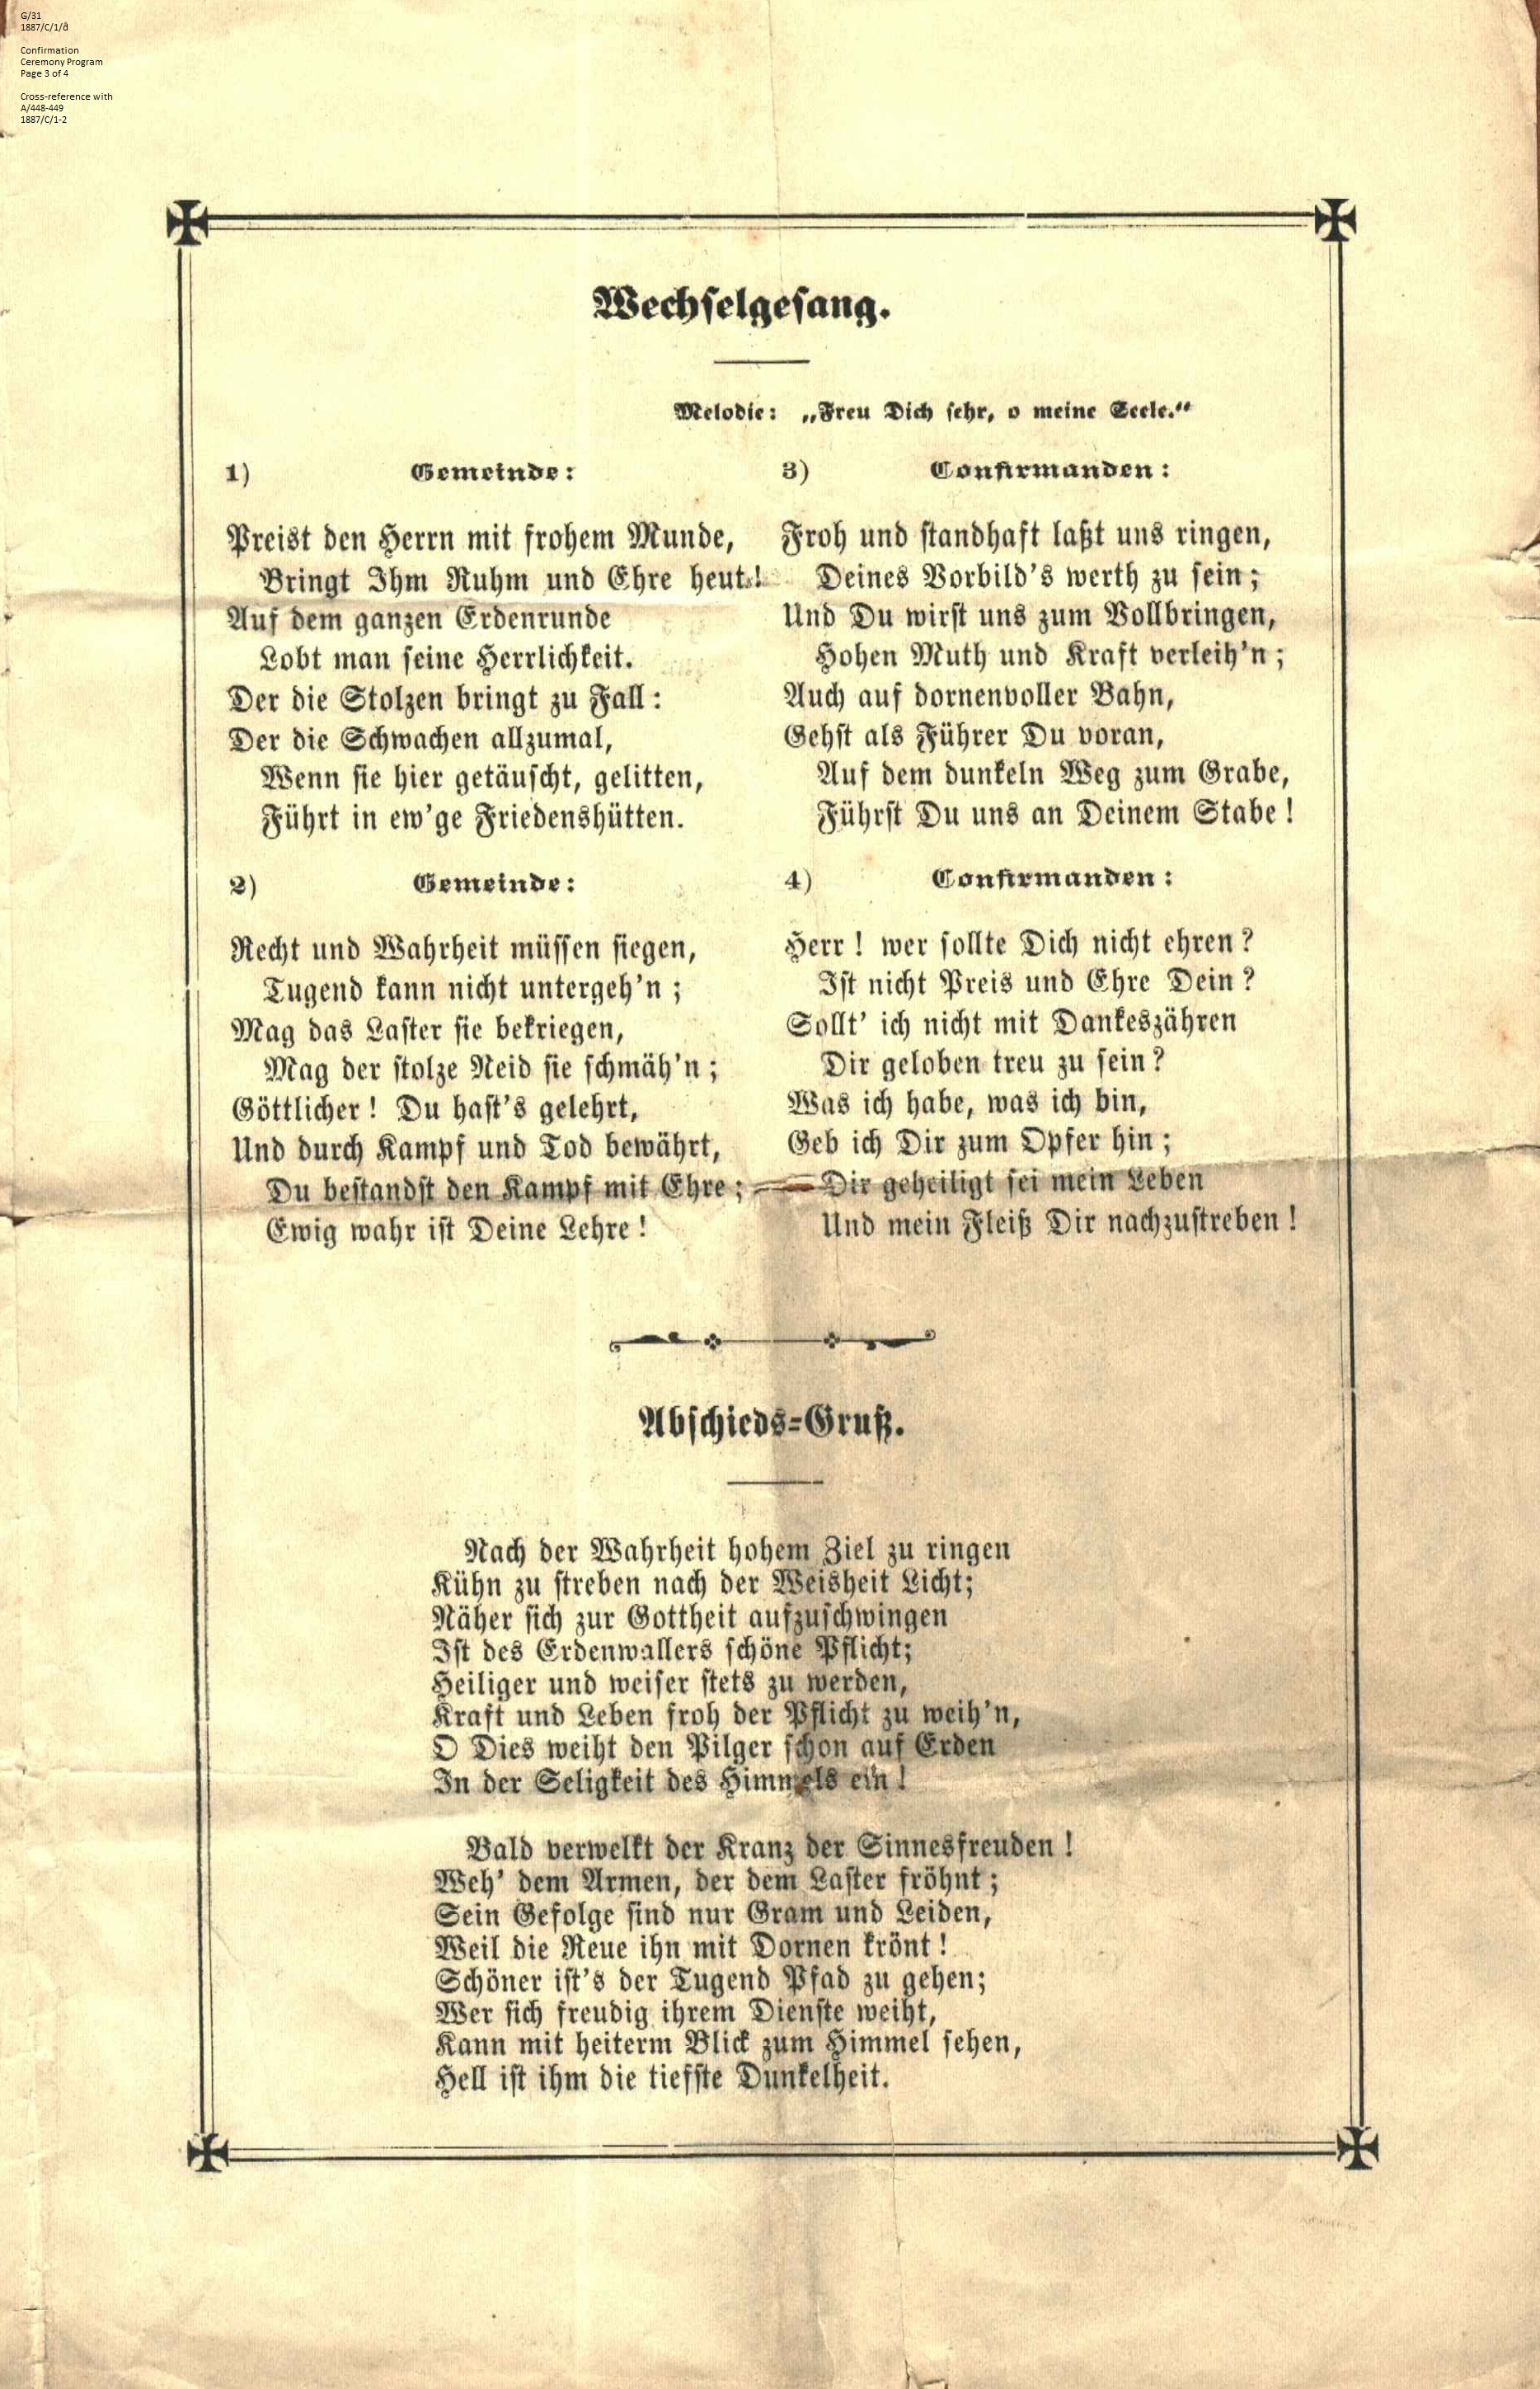 G/31
1887/C/1/ð
Confirmation
Ceremony Program
Page 3 of 4
Cross-reference with
A/448-449
1887/C/1-2
Wechselgesang.
Melodie: „Freu Dich sehr, o meine Seele.“
1) Gemeinde:
Preist den Herrn mit frohem Munde,
Bringt Ihm Ruhm und Ehre heut!
Auf dem ganzen Erdenrunde
Lobt man seine Herrlichkeit.
Der die Stolzen bringt zu Fall:
Der die Schwachen allzumal,
Wenn sie hier getäuscht, gelitten,
Führt in ew'ge Friedenshütten.
2) Gemeinde:
Recht und Wahrheit müssen siegen,
Tugend kann nicht untergeh'n;
Mag das Laster sie bekriegen,
Mag der stolze Neid sie schmäh'n;
Göttlicher! Du hast's gelehrt,
Und durch Kampf und Tod bewährt,
Du bestandst den Kampf mit Ehre;
Ewig wahr ist Deine Lehre!
3) Confirmanden:
Froh und standhaft laßt uns ringen,
Deines Vorbild's werth zu sein;
Und Du wirst uns zum Vollbringen,
Hohen Muth und Kraft verleih'n;
Auch auf dornenvoller Bahn,
Gehst als Führer Du voran,
Auf dem dunkeln Weg zum Grabe,
Führst Du uns an Deinem Stabe!
4) Confirmanden:
Herr! wer sollte Dich nicht ehren?
Ist nicht Preis und Ehre Dein?
Sollt' ich nicht mit Dankeszähren
Dir geloben treu zu sein?
Was ich habe, was ich bin,
Geb ich Dir zum Opfer hin;
Dir geheiligt sei mein Leben
Und mein Fleiß Dir nachzustreben!
Abschieds-Gruß.
Nach der Wahrheit hohem Ziel zu ringen
Kühn zu streben nach der Weisheit Licht;
Näher sich zur Gottheit aufzuschwingen
Ist des Erdenwallers schöne Pflicht;
Heiliger und weiser stets zu werden,
Kraft und Leben froh der Pflicht zu weih'n,
O Dies weiht den Pilger schon auf Erden
In der Seligkeit des Himmels ein!
Bald verwelkt der Kranz der Sinnesfreuden!
Weh' dem Armen, der dem Laster fröhnt;
Sein Gefolge sind nur Gram und Leiden,
Weil die Reue ihn mit Dornen krönt!
Schöner ist's der Tugend Pfad zu gehen;
Wer sich freudig ihrem Dienste weiht,
Kann mit heiterm Blick zum Himmel sehen,
Hell ist ihm die tiefste Dunkelheit.